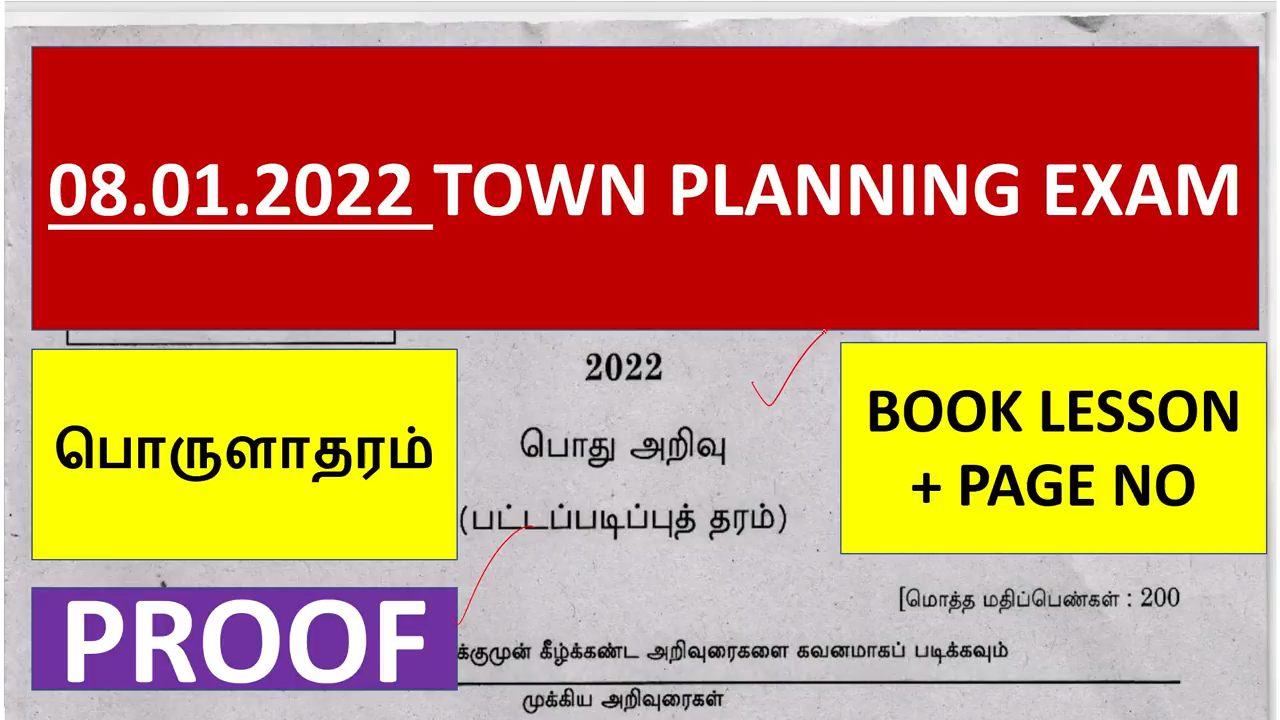 08.01.2022 TOWN PLANNING EXAM
2022
பொருளாதாரம்
பொது அறிவு
BOOK LESSON
+ PAGE NO
(பட்டப்படிப்புத் தரம்)
[மொத்த மதிப்பெண்கள் : 200
PROOF
க்குமுன் கீழ்க்கண்ட அறிவுரைகளை கவனமாகப் படிக்கவும்
முக்கிய அறிவுரைகள்